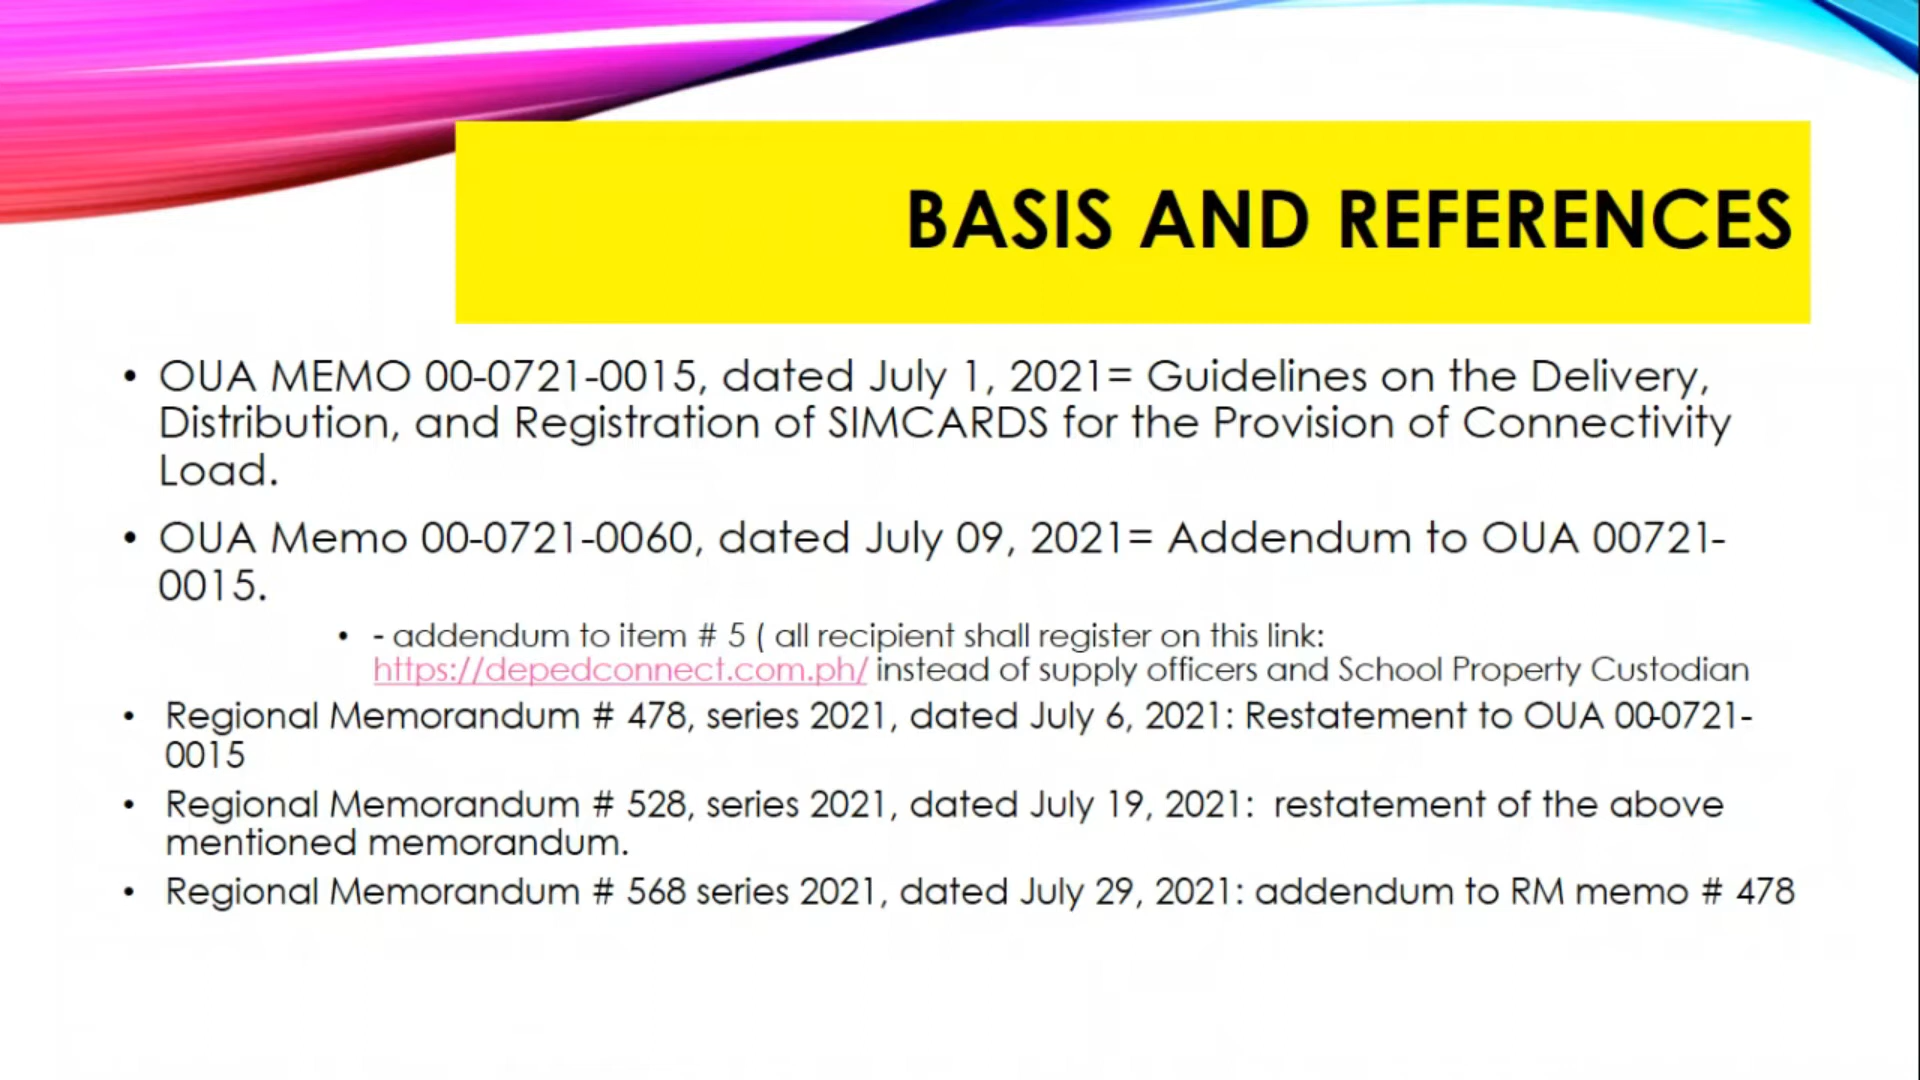 BASIS AND REFERENCES
• OUA MEMO 00-0721-0015, dated July 1, 2021= Guidelines on the Delivery,
Distribution, and Registration of SIMCARDS for the Provision of Connectivity
Load.
• OUA Memo 00-0721-0060, dated July 09, 2021= Addendum to OUA 00721-
0015.
• - addendum to item # 5 ( all recipient shall register on this link:
https://depedconnect.com.ph/ instead of supply officers and School Property Custodian
• Regional Memorandum # 478, series 2021, dated July 6, 2021: Restatement to OUA 00-0721-
0015
• Regional Memorandum # 528, series 2021, dated July 19, 2021:  restatement of the above
mentioned memorandum.
• Regional Memorandum # 568 series 2021, dated July 29, 2021: addendum to RM memo # 478